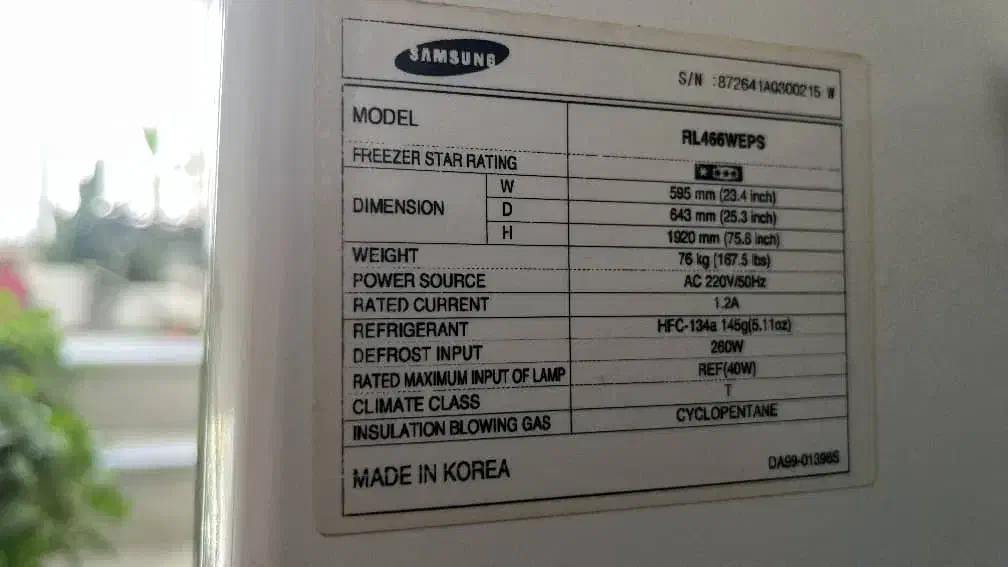 SAMSUNG
S/N :872641AQ300215 W
MODEL RL466WEPS
FREEZER STAR RATING
DIMENSION W 595 mm (23.4 inch)
D 643 mm (25.3 inch)
H 1920 mm (75.6 inch)
WEIGHT 76 kg (167.5 lbs)
POWER SOURCE AC 220V/50Hz
RATED CURRENT 1.2A
REFRIGERANT HFC-134a 145g(5.11oz)
DEFROST INPUT 260W
RATED MAXIMUM INPUT OF LAMP REF(40W)
CLIMATE CLASS T
INSULATION BLOWING GAS CYCLOPENTANE
MADE IN KOREA DA99-01396S